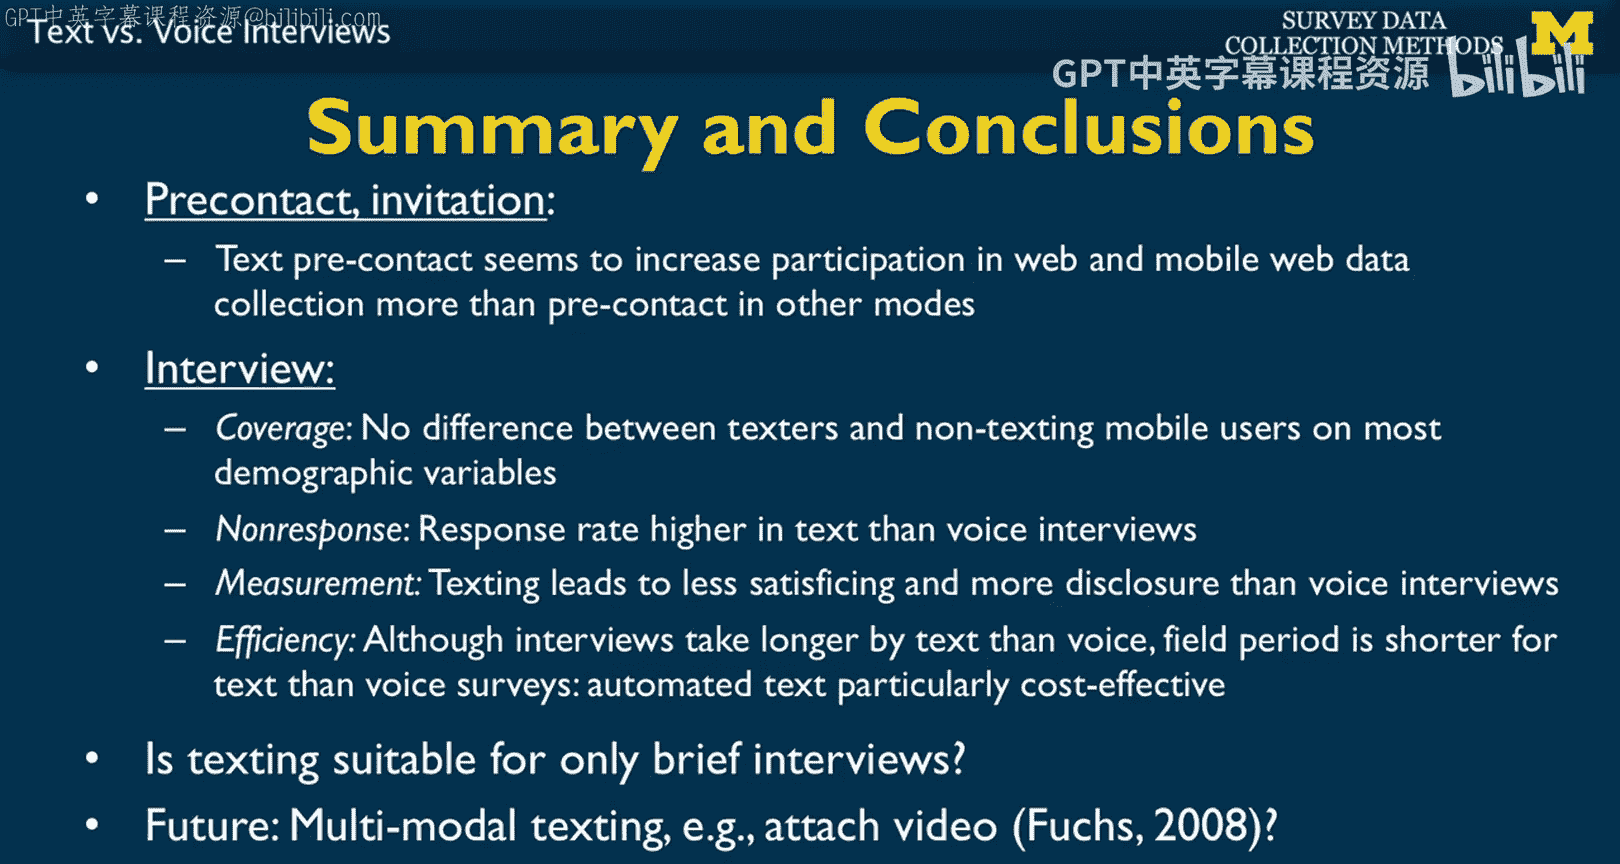 GPT中英字幕课程资源@bilibili.com
Text vs. Voice Interviews
SURVEY DATA
COLLECTION METHODS
M
GPT中英字幕课程资源 bilibili
Summary and Conclusions
• Precontact, invitation:
– Text pre-contact seems to increase participation in web and mobile web data
collection more than pre-contact in other modes
• Interview:
– Coverage: No difference between texters and non-texting mobile users on most
demographic variables
– Nonresponse: Response rate higher in text than voice interviews
– Measurement: Texting leads to less satisficing and more disclosure than voice interviews
– Efficiency: Although interviews take longer by text than voice, field period is shorter for
text than voice surveys: automated text particularly cost-effective
• Is texting suitable for only brief interviews?
• Future: Multi-modal texting, e.g., attach video (Fuchs, 2008)?